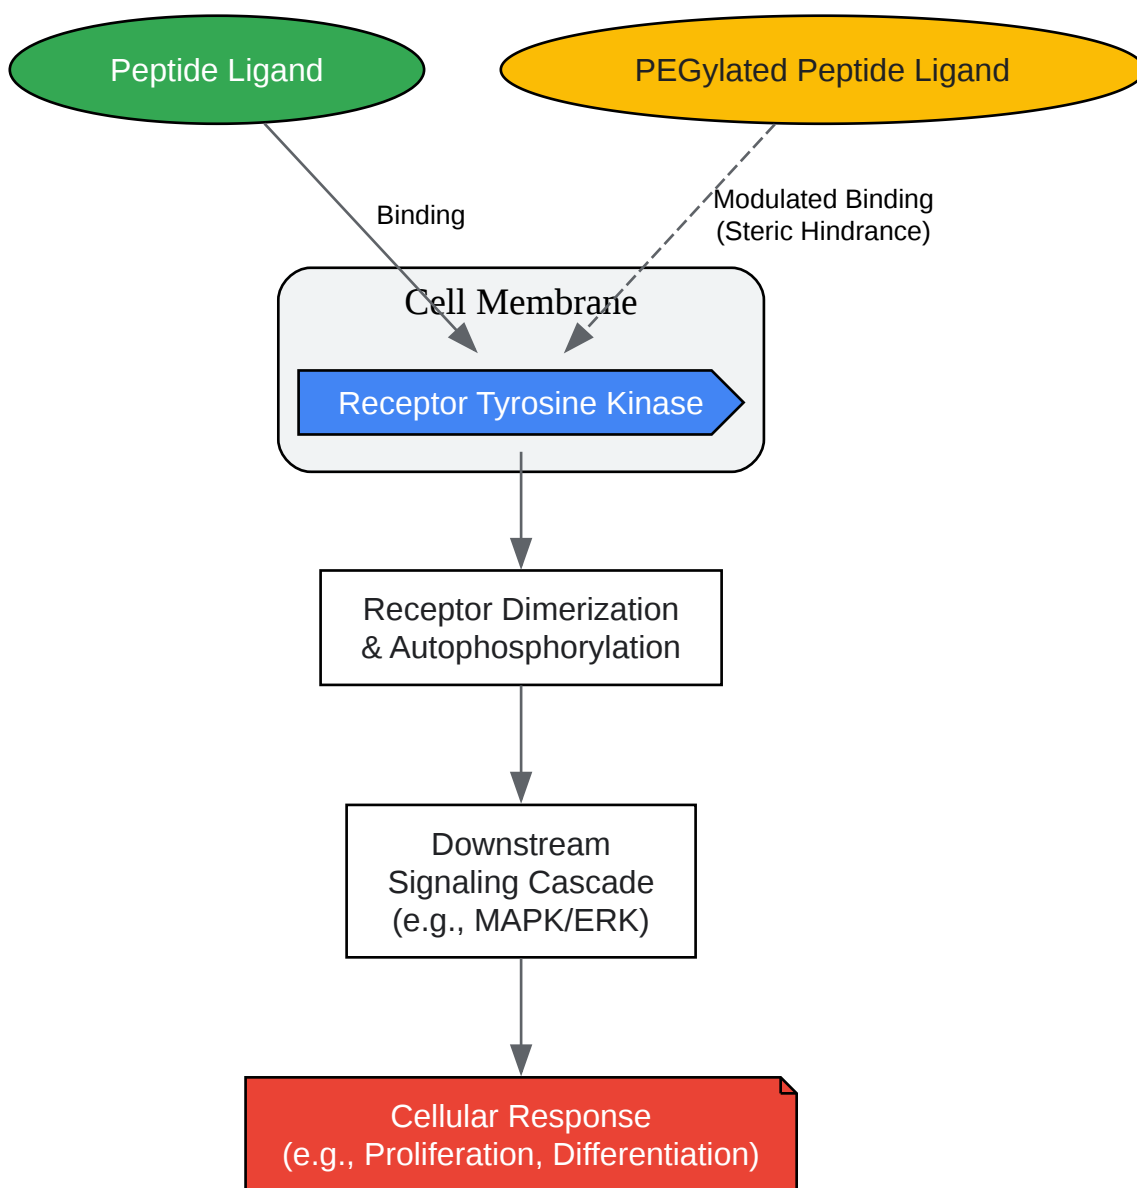 Peptide Ligand
PEGylated Peptide Ligand
Binding
Modulated Binding
(Steric Hindrance)
Cell Membrane
Receptor Tyrosine Kinase
Receptor Dimerization
& Autophosphorylation
Downstream
Signaling Cascade
(e.g., MAPK/ERK)
Cellular Response
(e.g., Proliferation, Differentiation)